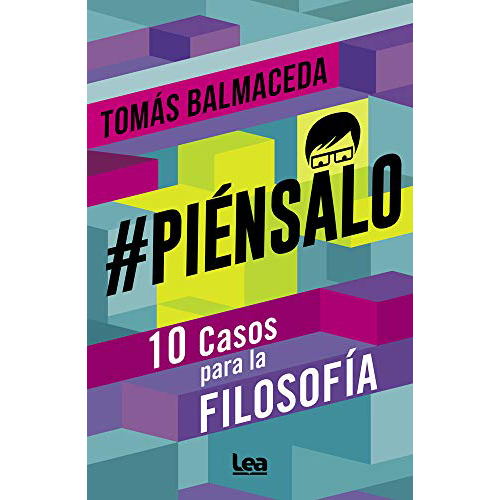 TOMÁS BALMACEDA
#PIÉNSALO
10 Casos
para la
FILOSOFÍA
Lea